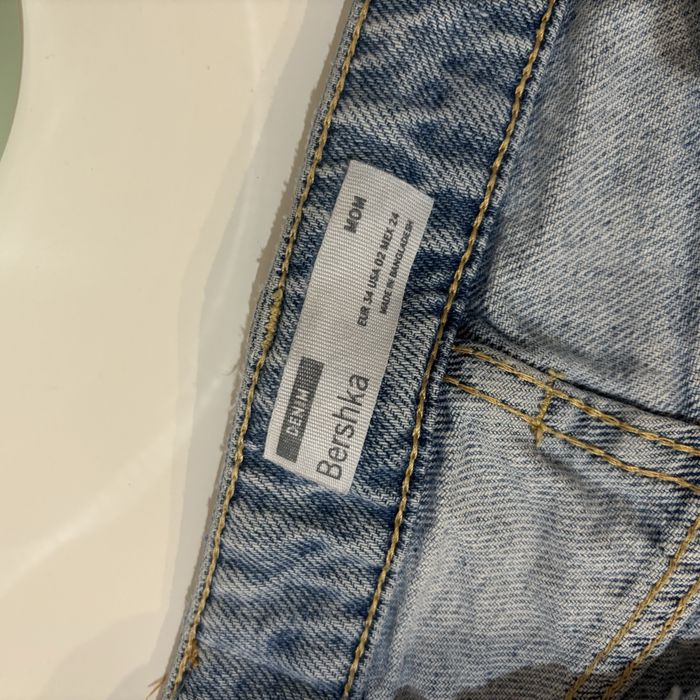 DENIM
Bershka
MOM
EUR 34 USA 02 MEX 24
MADE IN BANGLADESH